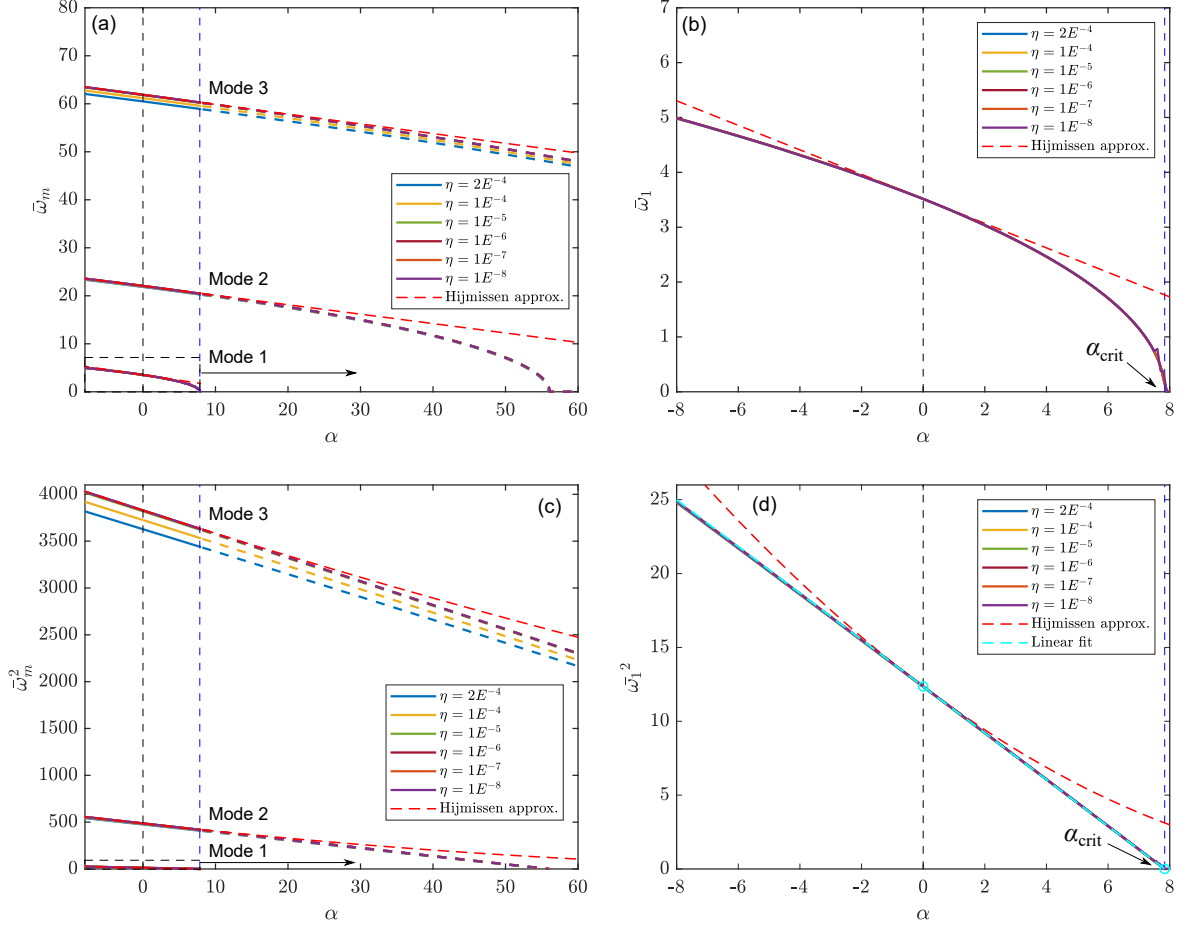 (a)
80
70
60
50
40
30
20
10
0
ω̄ₘ
Mode 3
Mode 2
Mode 1
η = 2E⁻⁴
η = 1E⁻⁴
η = 1E⁻⁵
η = 1E⁻⁶
η = 1E⁻⁷
η = 1E⁻⁸
Hijmissen approx.
0 10 20 30 40 50 60
α
(b)
7
6
5
4
3
2
1
0
ω̄₁
η = 2E⁻⁴
η = 1E⁻⁴
η = 1E⁻⁵
η = 1E⁻⁶
η = 1E⁻⁷
η = 1E⁻⁸
Hijmissen approx.
α_crit
-8 -6 -4 -2 0 2 4 6 8
α
(c)
4000
3500
3000
2500
2000
1500
1000
500
0
ω̄ₘ²
Mode 3
Mode 2
Mode 1
η = 2E⁻⁴
η = 1E⁻⁴
η = 1E⁻⁵
η = 1E⁻⁶
η = 1E⁻⁷
η = 1E⁻⁸
Hijmissen approx.
0 10 20 30 40 50 60
α
(d)
25
20
15
10
5
0
ω̄₁²
η = 2E⁻⁴
η = 1E⁻⁴
η = 1E⁻⁵
η = 1E⁻⁶
η = 1E⁻⁷
η = 1E⁻⁸
Hijmissen approx.
Linear fit
α_crit
-8 -6 -4 -2 0 2 4 6 8
α